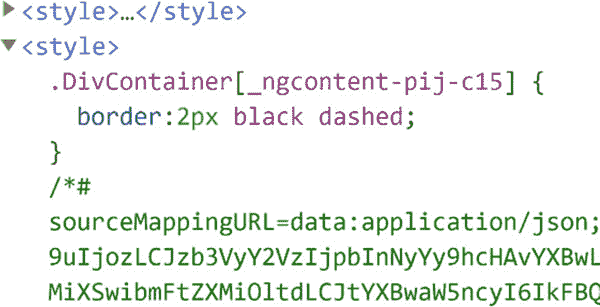 ▶<style>…</style>
▼<style>
.DivContainer[_ngcontent-pij-c15] {
border:2px black dashed;
}
/*#
sourceMappingURL=data:application/json;
9uIjozLCJzb3VyY2VzIjpbInNyYy9hcHAvYXBwL
MiXSwibmFtZXMiOltdLCJtYXBwaW5ncyI6IkFBQ